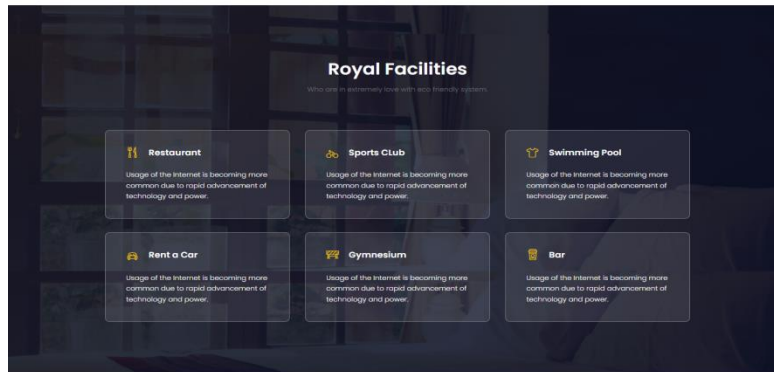 Royal Facilities
Who are in extremely love with eco friendly system.
Restaurant
Usage of the Internet is becoming more
common due to rapid advancement of
technology and power.
Sports CLub
Usage of the Internet is becoming more
common due to rapid advancement of
technology and power.
Swimming Pool
Usage of the Internet is becoming more
common due to rapid advancement of
technology and power.
Rent a Car
Usage of the Internet is becoming more
common due to rapid advancement of
technology and power.
Gymnesium
Usage of the Internet is becoming more
common due to rapid advancement of
technology and power.
Bar
Usage of the Internet is becoming more
common due to rapid advancement of
technology and power.